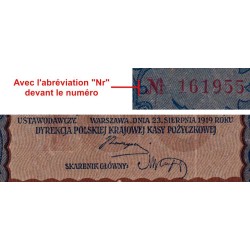 Avec l'abréviation "Nr"
devant le numéro
Nr 161955
USTAWODAWCZY. WARSZAWA, DNIA 23. SIERPNIA 1919 ROKU
DYREKCJA POLSKIEJ KRAJOWEJ KASY POŻYCZKOWEJ
SKARBNIK GŁÓWNY: